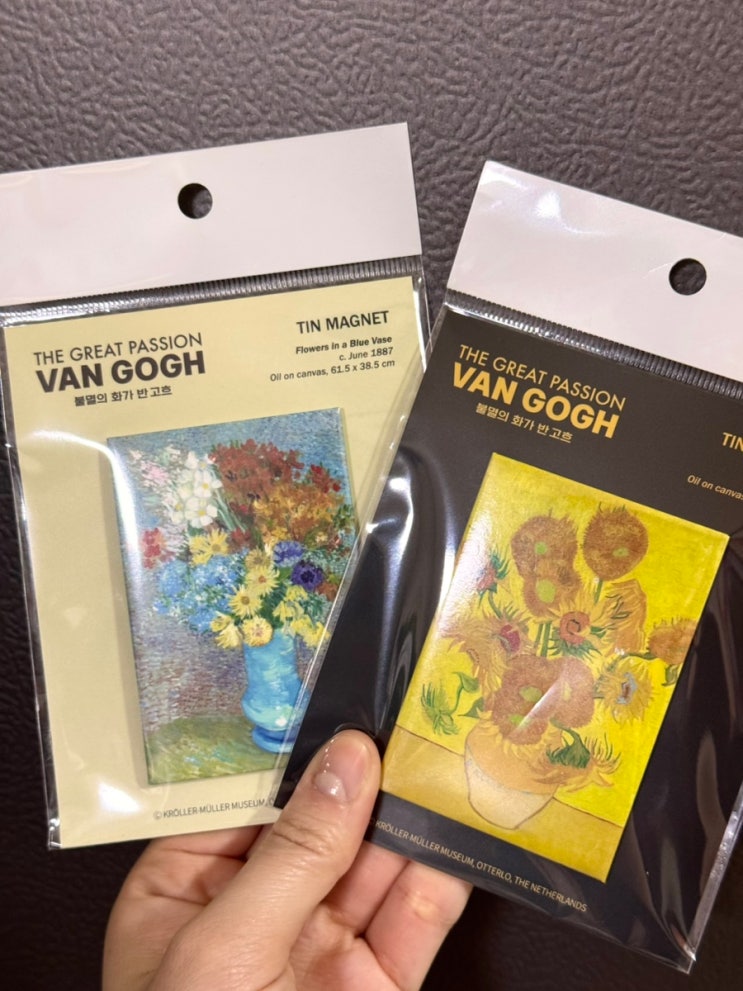 THE GREAT PASSION
VAN GOGH
불멸의 화가 반 고흐
TIN MAGNET
Flowers in a Blue Vase
c. June 1887
Oil on canvas, 61.5 x 38.5 cm
© KRÖLLER-MÜLLER MUSEUM,
THE GREAT PASSION
VAN GOGH
불멸의 화가 반 고흐
TIN
Oil on canvas
KRÖLLER-MÜLLER MUSEUM, OTTERLO, THE NETHERLANDS